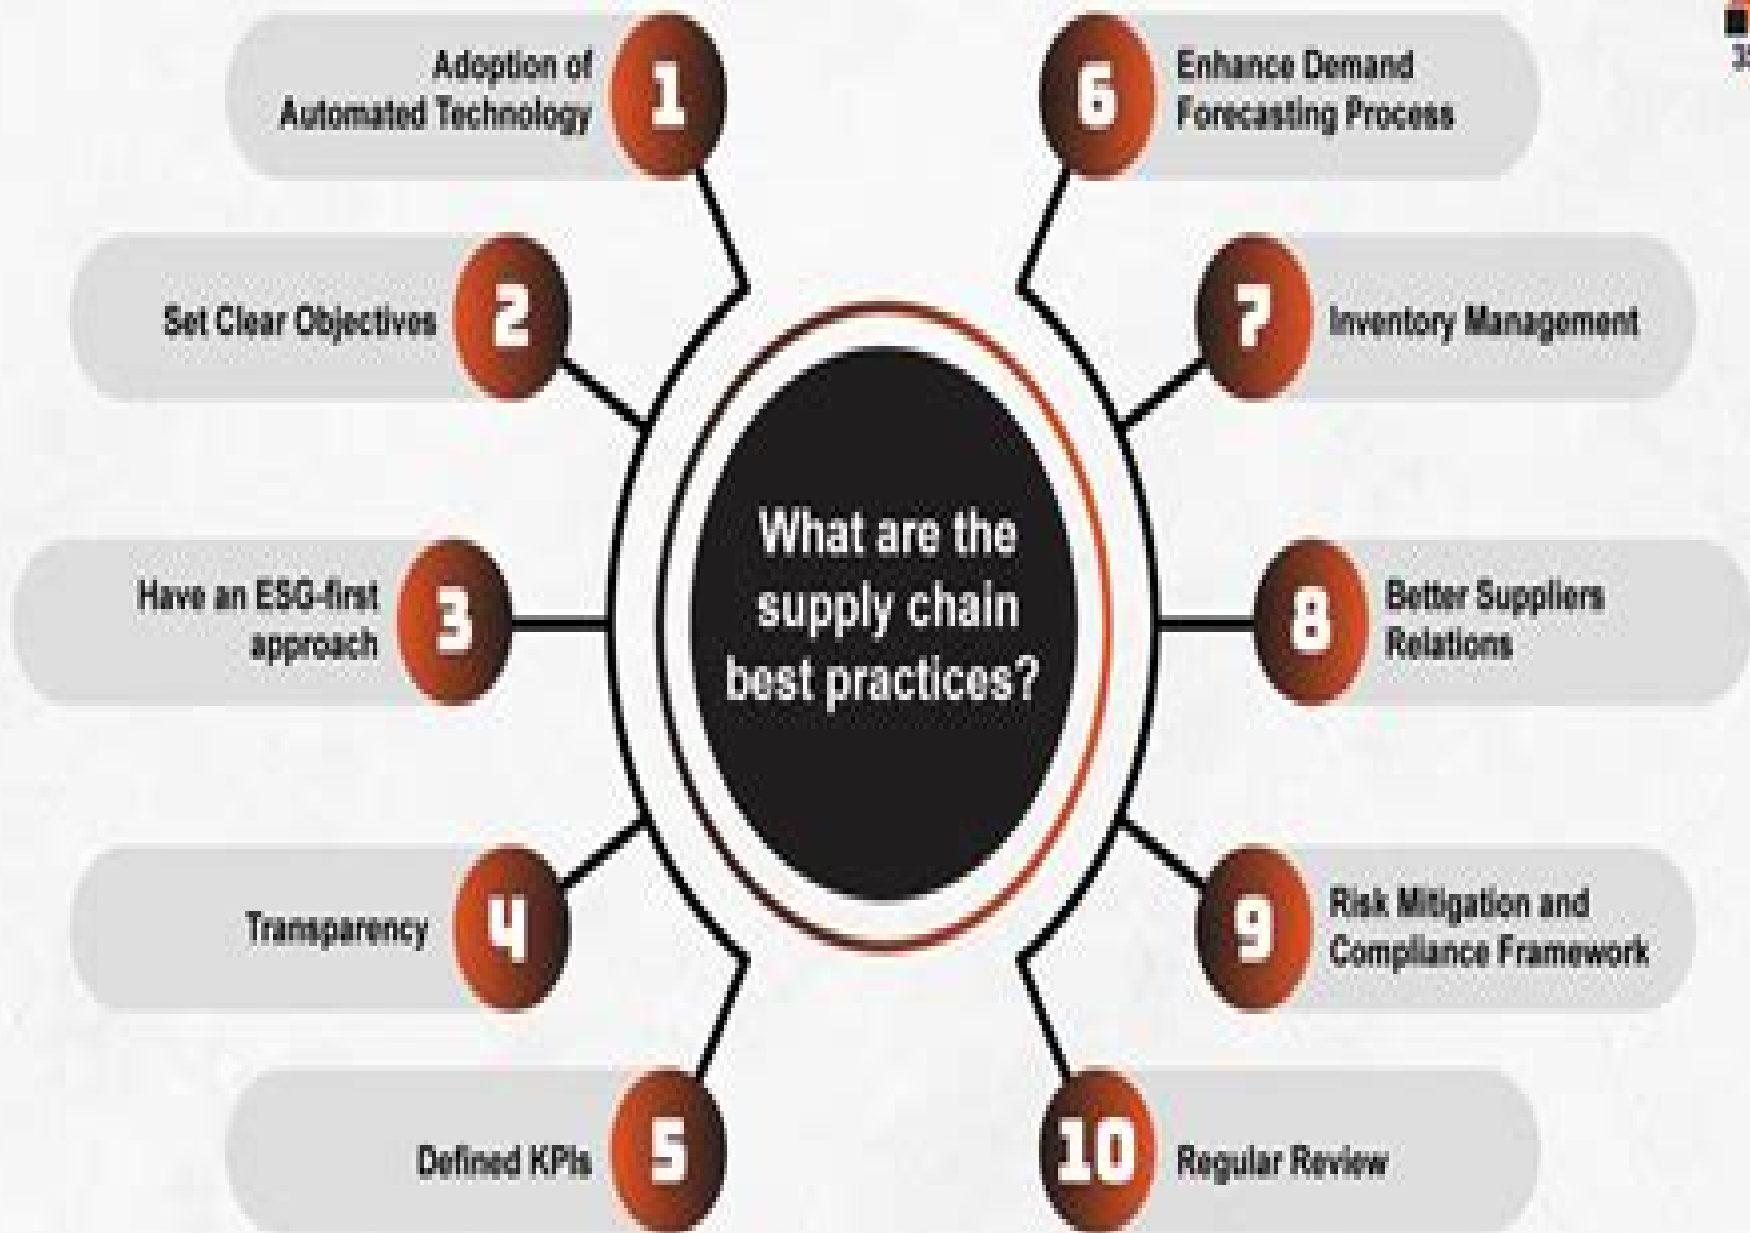 1
Adoption of
Automated Technology
2
Set Clear Objectives
3
Have an ESG-first
approach
4
Transparency
5
Defined KPIs
What are the
supply chain
best practices?
6
Enhance Demand
Forecasting Process
7
Inventory Management
8
Better Suppliers
Relations
9
Risk Mitigation and
Compliance Framework
10
Regular Review